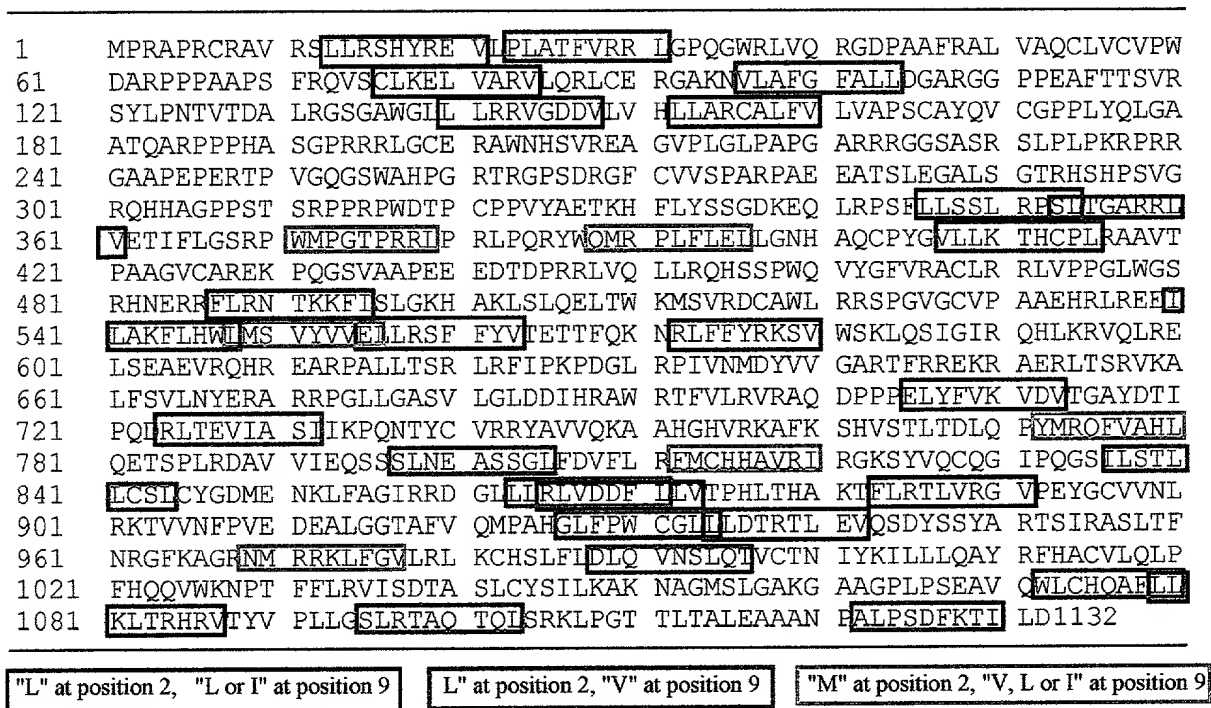 1 MPRAPRCRAV RSLLRSHYRE VLPLATFVRR LGPQGWRLVQ RGDPAAFRAL VAQCLVCVPW
61 DARPPPAAPS FRQVSCLKEL VARVLQRLCE RGAKNVLAFG FALLDGARGG PPEAFTTSVR
121 SYLPNTVTDA LRGSGAWGLL LRRVGDDVLV HLLARCALFV LVAPSCAYQV CGPPLYQLGA
181 ATQARPPPHA SGPRRRLGCE RAWNHSVREA GVPLGLPAPG ARRRGGSASR SLPLPKRPRR
241 GAAPEPERTP VGQGSWAHPG RTRGPSDRGF CVVSPARPAE EATSLEGALS GTRHSHPSVG
301 RQHHAGPPST SRPPRPWDTP CPPVYAETKH FLYSSGDKEQ LRPSFLLSSL RPSLTGARRL
361 VETIFLGSRP WMPGTPRRLP RLPQRYWQMR PLFLELLGNH AQCPYGVLLK THCPLRAAVT
421 PAAGVCAREK PQGSVAAPEE EDTDPRRLVQ LLRQHSSPWQ VYGFVRACLR RLVPPGLWGS
481 RHNERRFLRN TKKFISLGKH AKLSLQELTW KMSVRDCAWL RRSPGVGCVP AAEHRLREEI
541 LAKFLHWLMS VYVVELLRSF FYVTETTFQK NRLFFYRKSV WSKLQSIGIR QHLKRVQLRE
601 LSEAEVRQHR EARPALLTSR LRFIPKPDGL RPIVNMDYVV GARTFRREKR AERLTSRVKA
661 LFSVLNYERA RRPGLLGASV LGLDDIHRAW RTFVLRVRAQ DPPPELYFVK VDVTGAYDTI
721 PQDRLTEVIA SIIKPQNTYC VRRYAVVQKA AHGHVRKAFK SHVSTLTDLQ PYMRQFVAHL
781 QETSPLRDAV VIEQSSSLNE ASSGLFDVFL RFMCHHAVRI RGKSYVQCQG IPQGSILSTL
841 LCSLCYGDME NKLFAGIRRD GLLLRLVDDF ILVTPHLTHA KTFLRTLVRG VPEYGCVVNL
901 RKTVVNFPVE DEALGGTAFV QMPAHGLFPW CGLLLDTRTL EVQSDYSSYA RTSIRASLTF
961 NRGFKAGRNM RRKLFGVLRL KCHSLFLDLQ VNSLQTVCTN IYKILLLQAY RFHACVLQLP
1021 FHQQVWKNPT FFLRVISDTA SLCYSILKAK NAGMSLGAKG AAGPLPSEAV QWLCHQAFLL
1081 KLTRHRVTYV PLLGSLRTAQ TQLSRKLPGT TLTALEAAAN PALPSDFKTI LD1132
"L" at position 2, "L or I" at position 9 L" at position 2, "V" at position 9 "M" at position 2, "V, L or I" at position 9